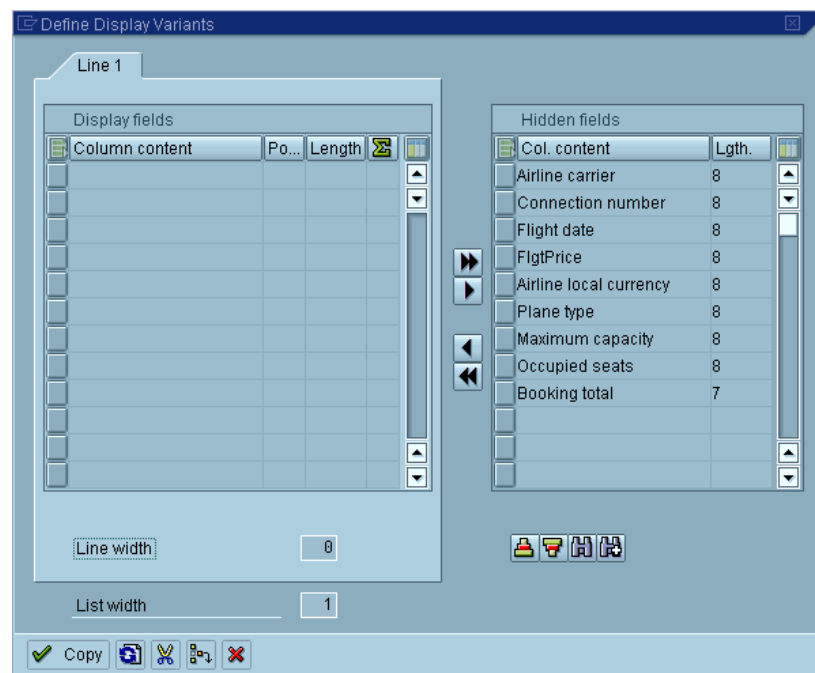 Define Display Variants
Line 1
Display fields
Column content Po... Length
Hidden fields
Col. content Lgth.
Airline carrier 8
Connection number 8
Flight date 8
FlgtPrice 8
Airline local currency 8
Plane type 8
Maximum capacity 8
Occupied seats 8
Booking total 7
Line width 0
List width 1
Copy